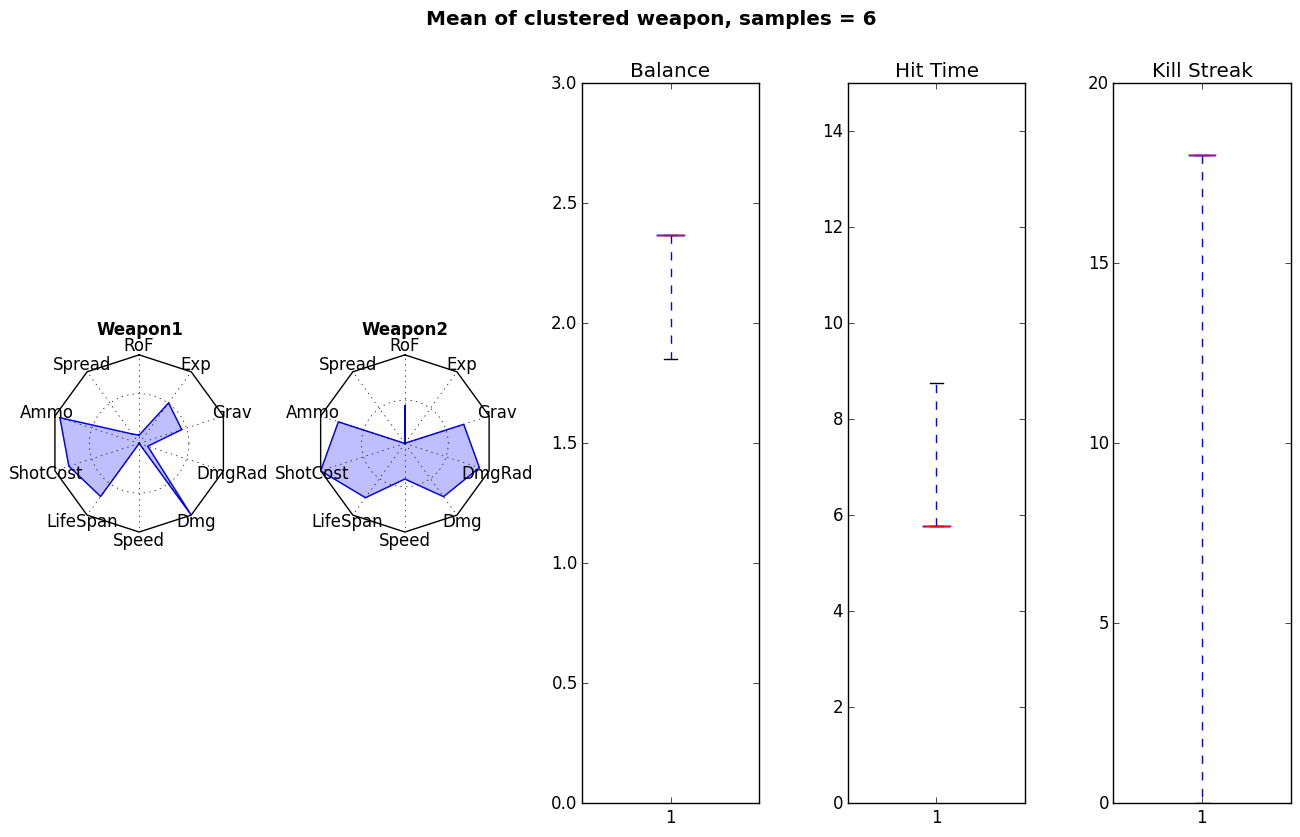 Mean of clustered weapon, samples = 6
Weapon1
RoF
Spread
Exp
Ammo
Grav
ShotCost
DmgRad
LifeSpan
Dmg
Speed
Weapon2
RoF
Spread
Exp
Ammo
Grav
ShotCost
DmgRad
LifeSpan
Dmg
Speed
Balance
3.0
2.5
2.0
1.5
1.0
0.5
0.0
1
Hit Time
14
12
10
8
6
4
2
0
1
Kill Streak
20
15
10
5
0
1